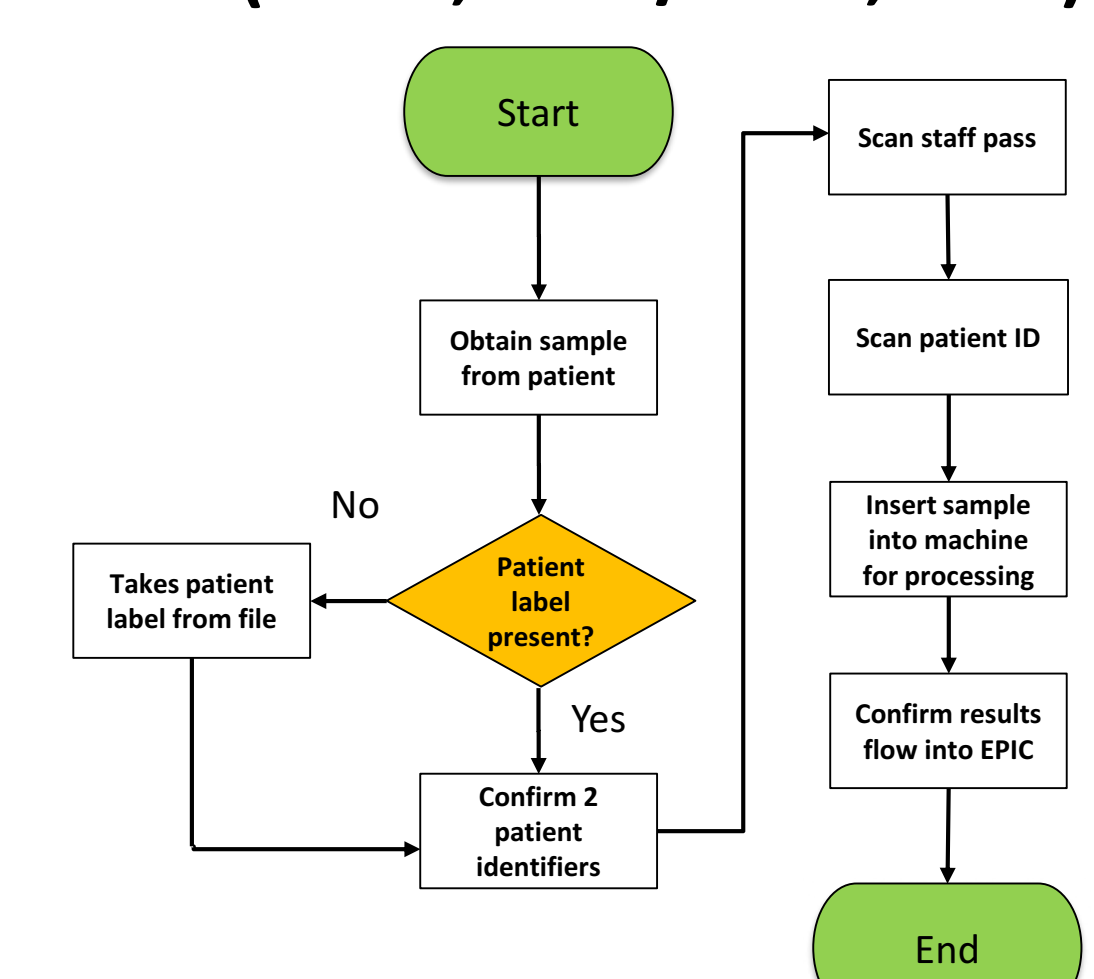 Start
Obtain sample
from patient
No
Patient
label
present?
Takes patient
label from file
Yes
Confirm 2
patient
identifiers
Scan staff pass
Scan patient ID
Insert sample
into machine
for processing
Confirm results
flow into EPIC
End